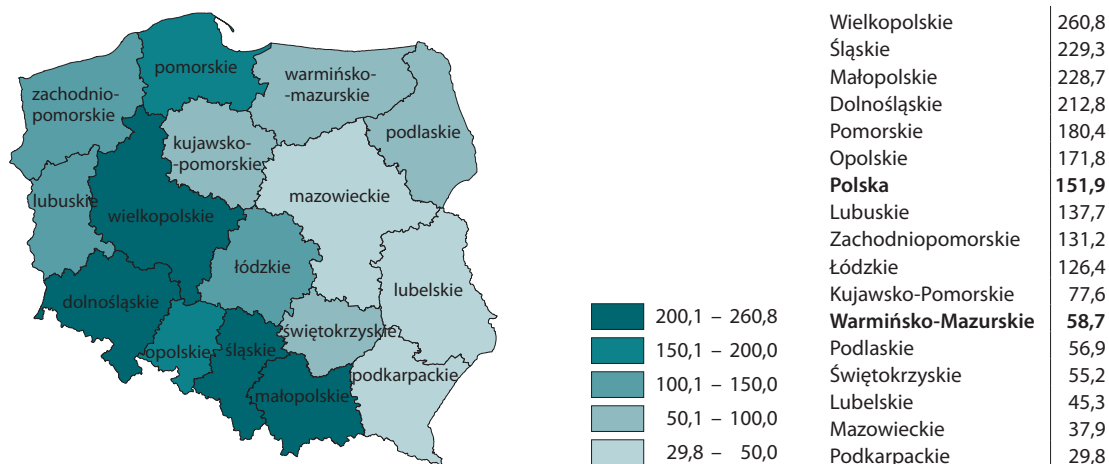 pomorskie
warmińsko-
-mazurskie
zachodnio-
pomorskie
podlaskie
kujawsko-
-pomorskie
mazowieckie
lubuskie
wielkopolskie
łódzkie
lubelskie
dolnośląskie
świętokrzyskie
opolskie
śląskie
podkarpackie
małopolskie
200,1 – 260,8
150,1 – 200,0
100,1 – 150,0
50,1 – 100,0
29,8 – 50,0
Wielkopolskie 260,8
Śląskie 229,3
Małopolskie 228,7
Dolnośląskie 212,8
Pomorskie 180,4
Opolskie 171,8
Polska 151,9
Lubuskie 137,7
Zachodniopomorskie 131,2
Łódzkie 126,4
Kujawsko-Pomorskie 77,6
Warmińsko-Mazurskie 58,7
Podlaskie 56,9
Świętokrzyskie 55,2
Lubelskie 45,3
Mazowieckie 37,9
Podkarpackie 29,8